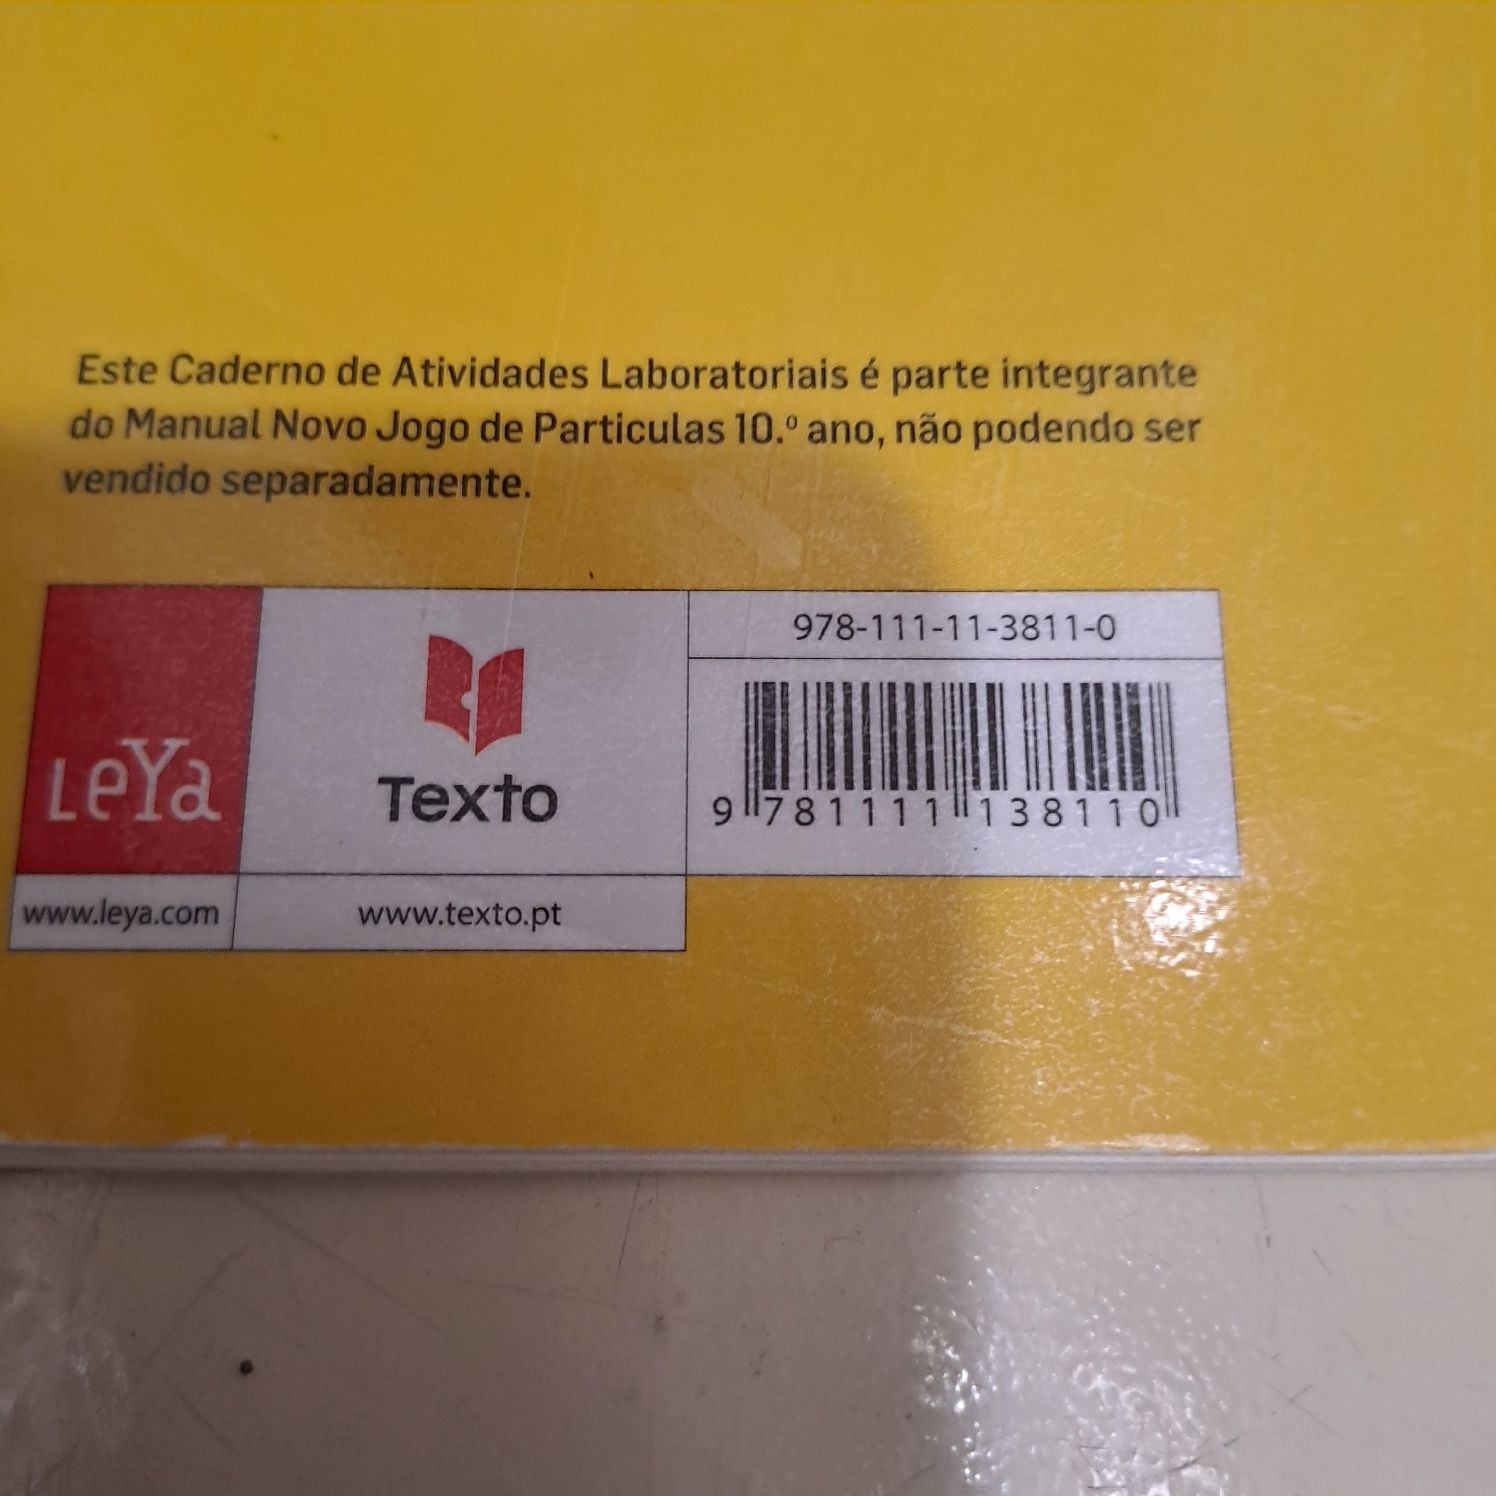 Este Caderno de Atividades Laboratoriais é parte integrante
do Manual Novo Jogo de Particulas 10.º ano, não podendo ser
vendido separadamente.
LeYa
Texto
978-111-11-3811-0
9 781111 138110
www.leya.com
www.texto.pt